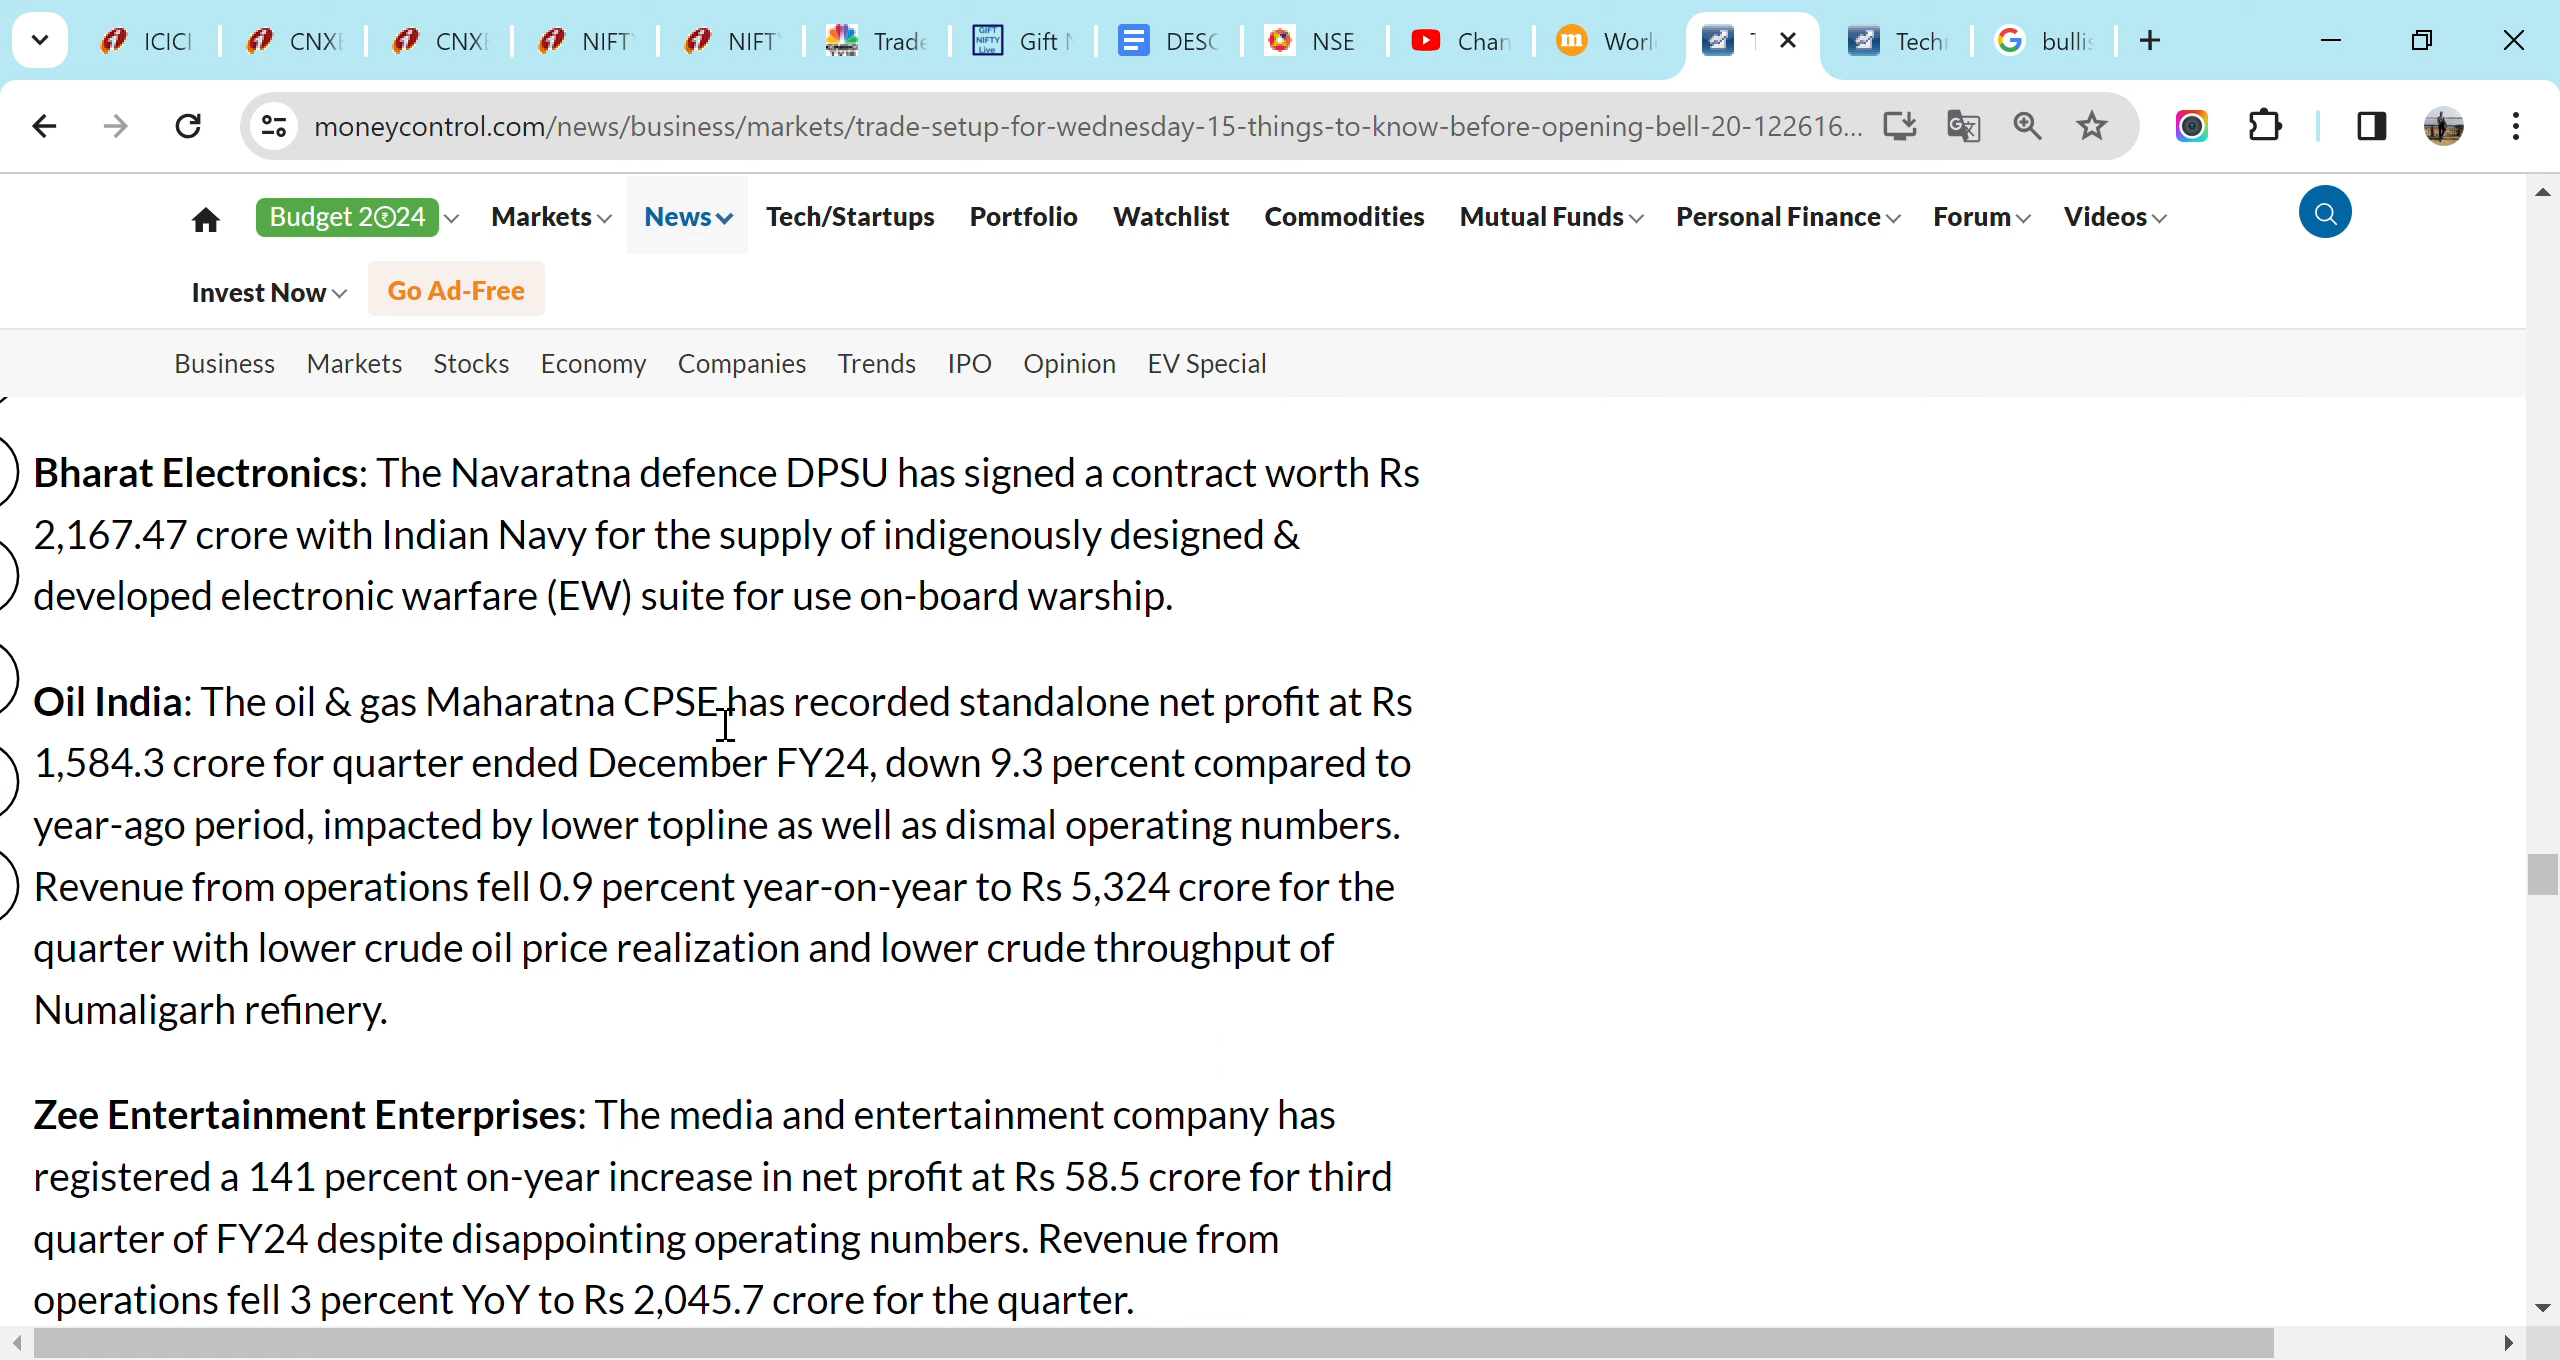 ICICI CNX CNX NIFTY NIFT Trade Gift DESC NSE Chan Worl T Tech bulli
moneycontrol.com/news/business/markets/trade-setup-for-wednesday-15-things-to-know-before-opening-bell-20-122616...
Budget 2024 Markets News Tech/Startups Portfolio Watchlist Commodities Mutual Funds Personal Finance Forum Videos
Invest Now Go Ad-Free
Business Markets Stocks Economy Companies Trends IPO Opinion EV Special
Bharat Electronics: The Navaratna defence DPSU has signed a contract worth Rs
2,167.47 crore with Indian Navy for the supply of indigenously designed &
developed electronic warfare (EW) suite for use on-board warship.
Oil India: The oil & gas Maharatna CPSE has recorded standalone net profit at Rs
1,584.3 crore for quarter ended December FY24, down 9.3 percent compared to
year-ago period, impacted by lower topline as well as dismal operating numbers.
Revenue from operations fell 0.9 percent year-on-year to Rs 5,324 crore for the
quarter with lower crude oil price realization and lower crude throughput of
Numaligarh refinery.
Zee Entertainment Enterprises: The media and entertainment company has
registered a 141 percent on-year increase in net profit at Rs 58.5 crore for third
quarter of FY24 despite disappointing operating numbers. Revenue from
operations fell 3 percent YoY to Rs 2,045.7 crore for the quarter.